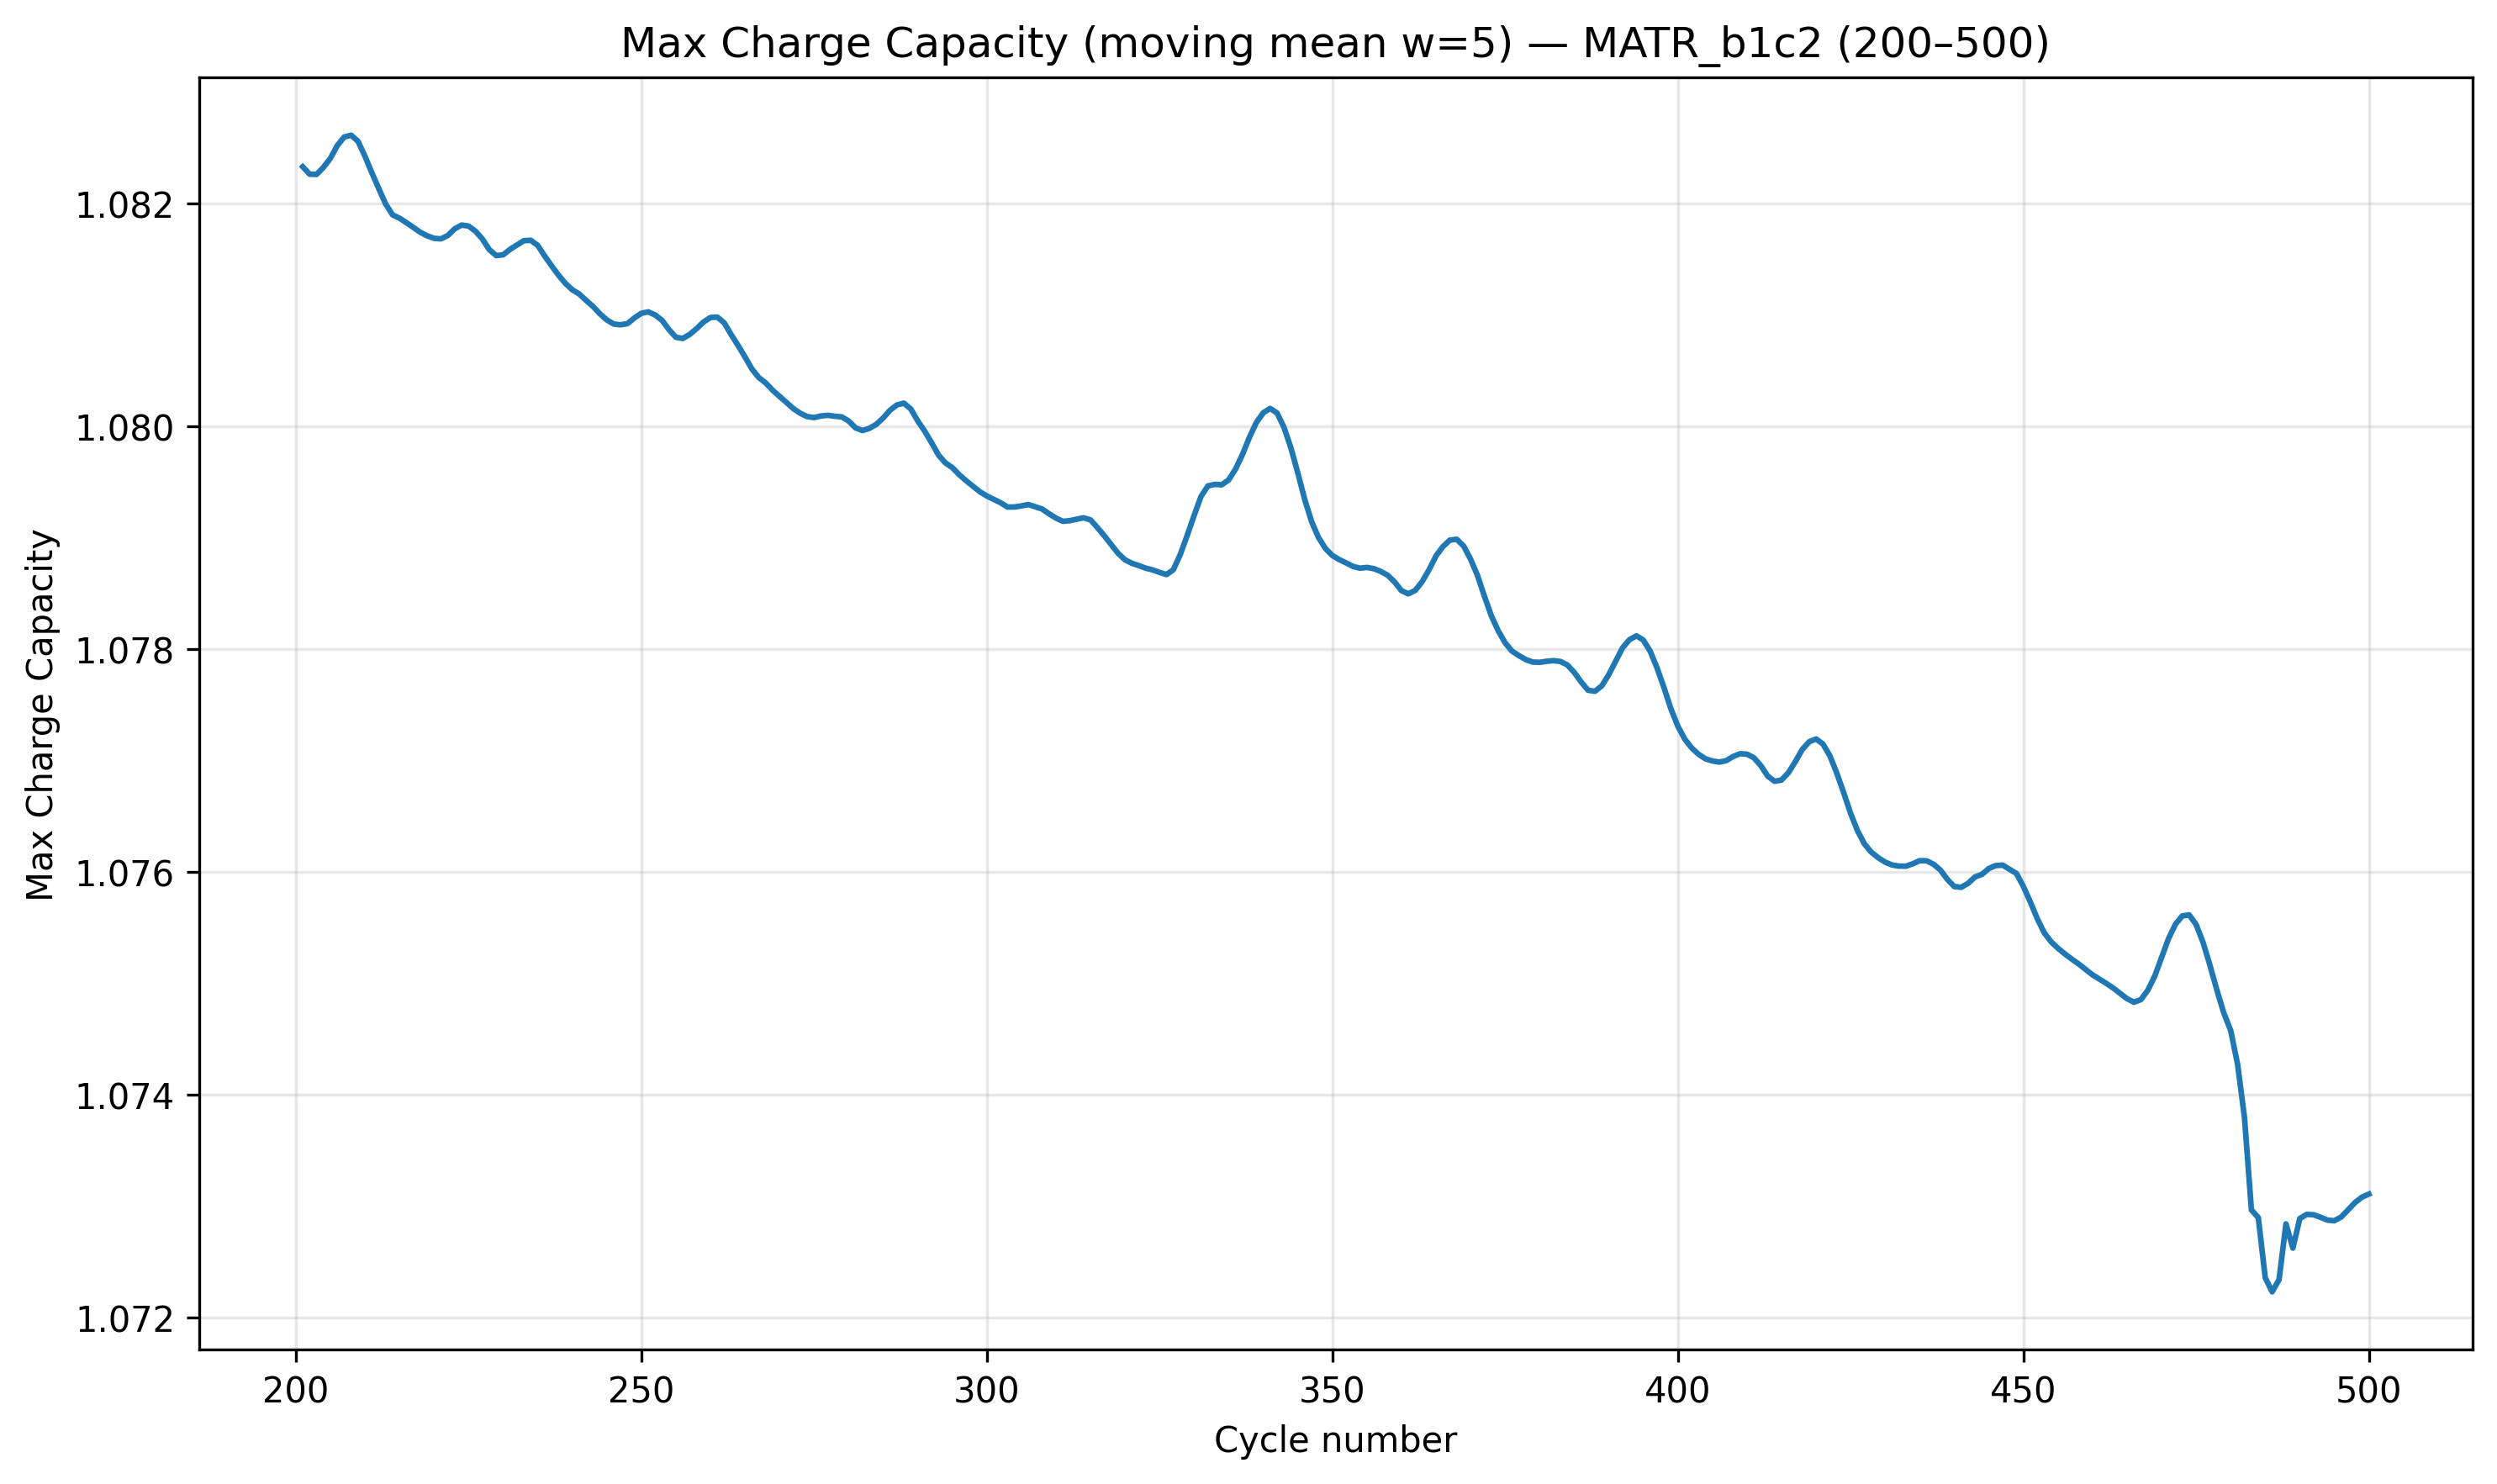 Max Charge Capacity (moving mean w=5) — MATR_b1c2 (200–500)
Max Charge Capacity
1.082
1.080
1.078
1.076
1.074
1.072
200 250 300 350 400 450 500
Cycle number